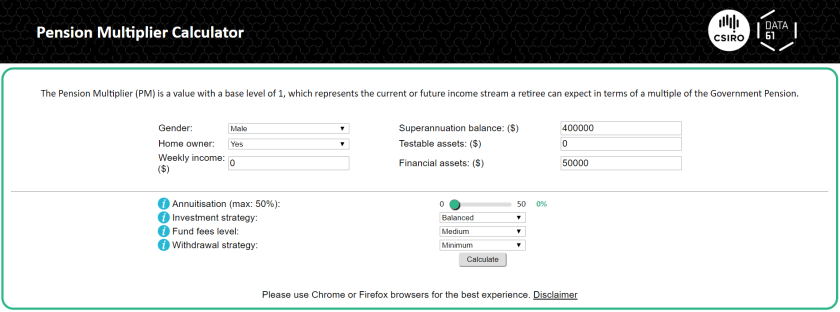 Pension Multiplier Calculator
CSIRO
DATA
61
The Pension Multiplier (PM) is a value with a base level of 1, which represents the current or future income stream a retiree can expect in terms of a multiple of the Government Pension.
Gender: Male Superannuation balance: ($) 400000
Home owner: Yes Testable assets: ($) 0
Weekly income: ($) 0 Financial assets: ($) 50000
i Annuitisation (max: 50%): 0 50 0%
i Investment strategy: Balanced
i Fund fees level: Medium
i Withdrawal strategy: Minimum
Calculate
Please use Chrome or Firefox browsers for the best experience. Disclaimer